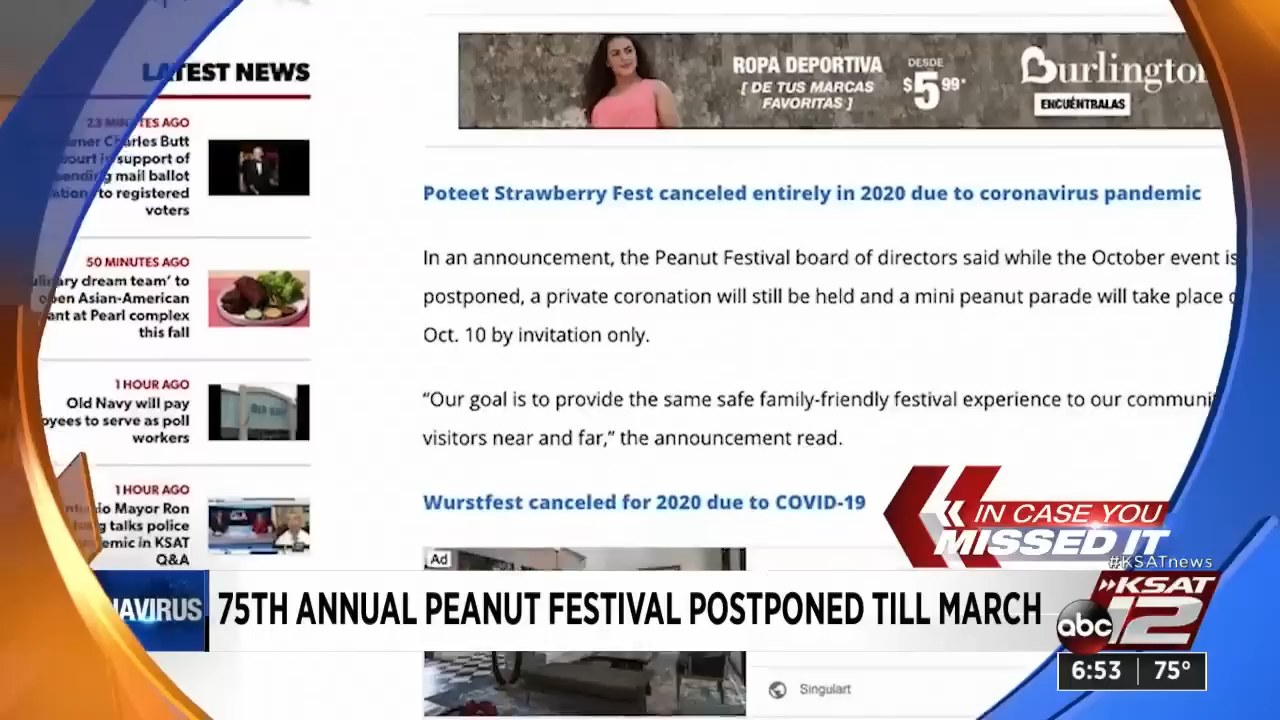 LATEST NEWS
23 MINUTES AGO
Charles Butt
court in support of
mail ballot
to registered
voters
50 MINUTES AGO
dream team' to
open Asian-American
at Pearl complex
this fall
1 HOUR AGO
Old Navy will pay
to serve as poll
workers
1 HOUR AGO
Mayor Ron
talks police
in KSAT
Q&A
ROPA DEPORTIVA
[ DE TUS MARCAS
FAVORITAS ]
DESDE
$5.99*
Burlington
ENCUÉNTRALAS
Poteet Strawberry Fest canceled entirely in 2020 due to coronavirus pandemic
In an announcement, the Peanut Festival board of directors said while the October event is
postponed, a private coronation will still be held and a mini peanut parade will take place
Oct. 10 by invitation only.
“Our goal is to provide the same safe family-friendly festival experience to our
visitors near and far,” the announcement read.
Wurstfest canceled for 2020 due to COVID-19
Ad
IN CASE YOU
MISSED IT
#KSATnews
NAVIRUS
75TH ANNUAL PEANUT FESTIVAL POSTPONED TILL MARCH
KSAT
abc 12
6:53 75°
Singulart